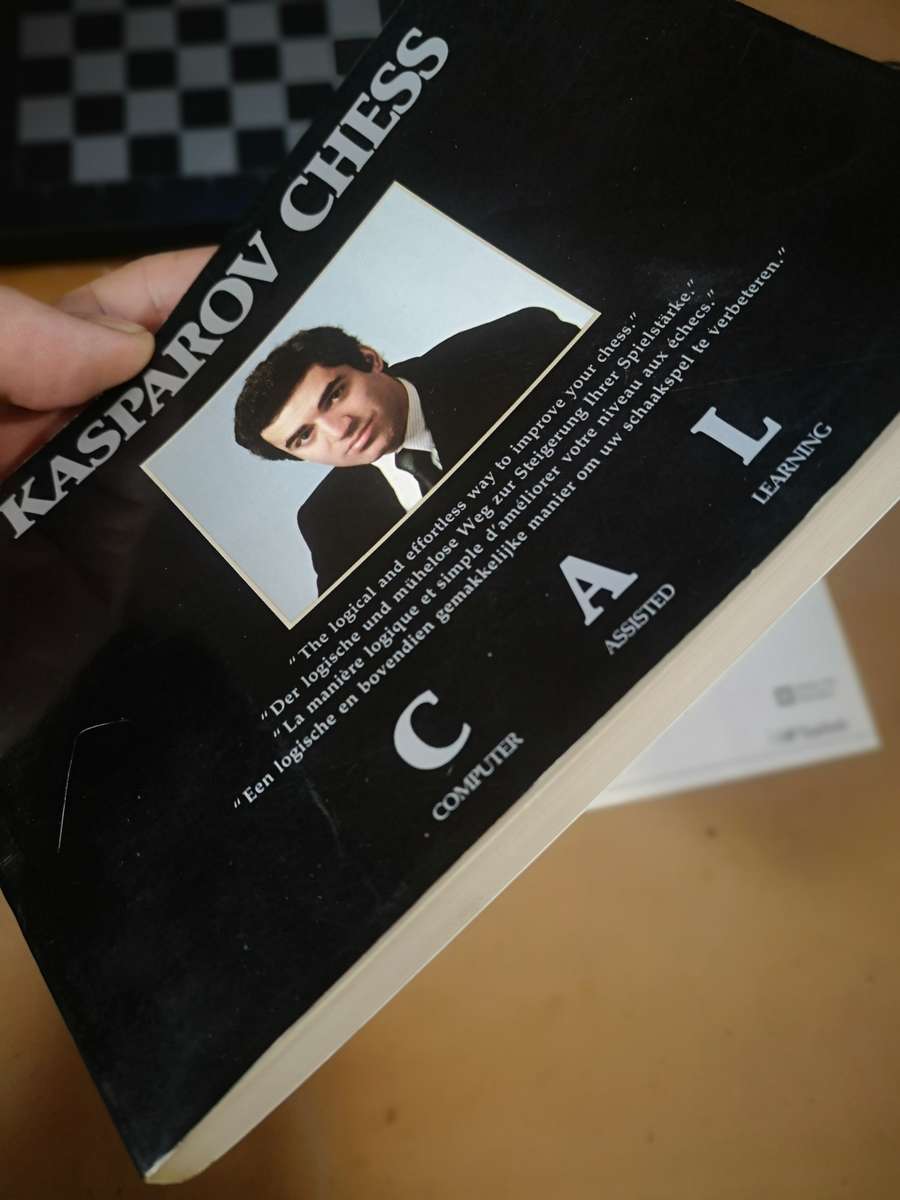 KASPAROV CHESS
"The logical and effortless way to improve your chess."
"Der logische und mühelose Weg zur Steigerung Ihrer Spielstärke."
"La manière logique et simple d'améliorer votre niveau aux échecs."
"Een logische en bovendien gemakkelijke manier om uw schaakspel te verbeteren."
C A L
COMPUTER ASSISTED LEARNING